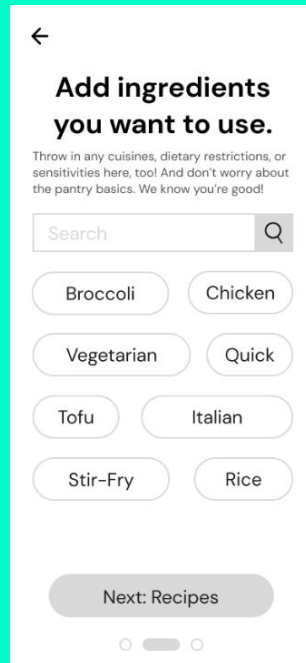 Add ingredients
you want to use.
Throw in any cuisines, dietary restrictions, or
sensitivities here, too! And don't worry about
the pantry basics. We know you're good!
Search
Broccoli
Chicken
Vegetarian
Quick
Tofu
Italian
Stir-Fry
Rice
Next: Recipes